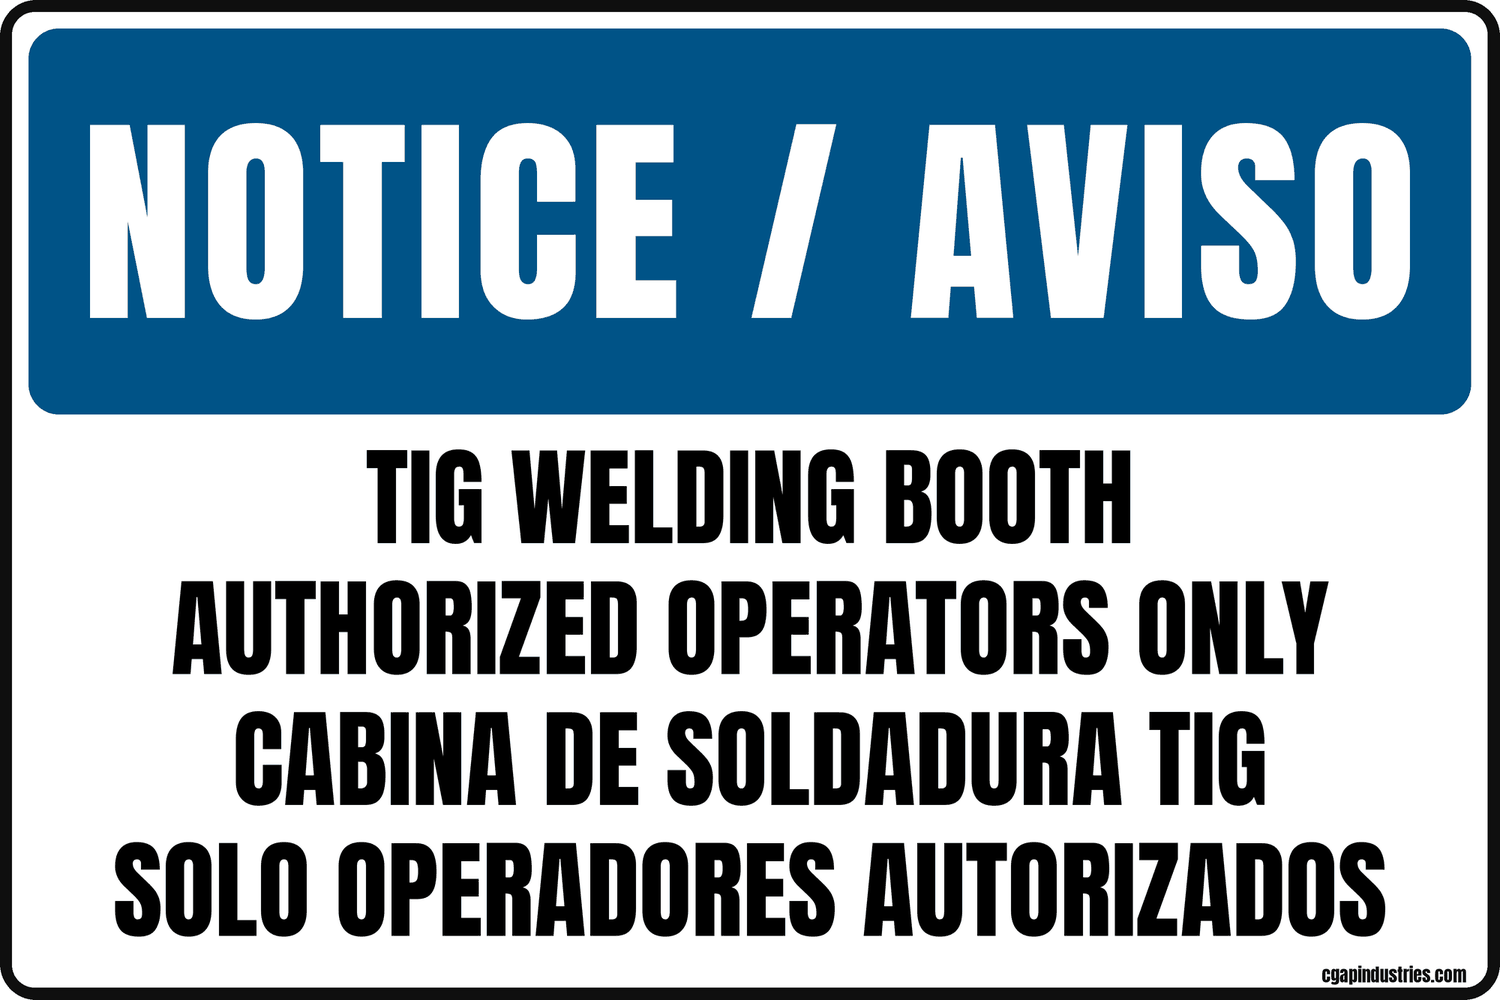 NOTICE / AVISO
TIG WELDING BOOTH
AUTHORIZED OPERATORS ONLY
CABINA DE SOLDADURA TIG
SOLO OPERADORES AUTORIZADOS
cgapindustries.com